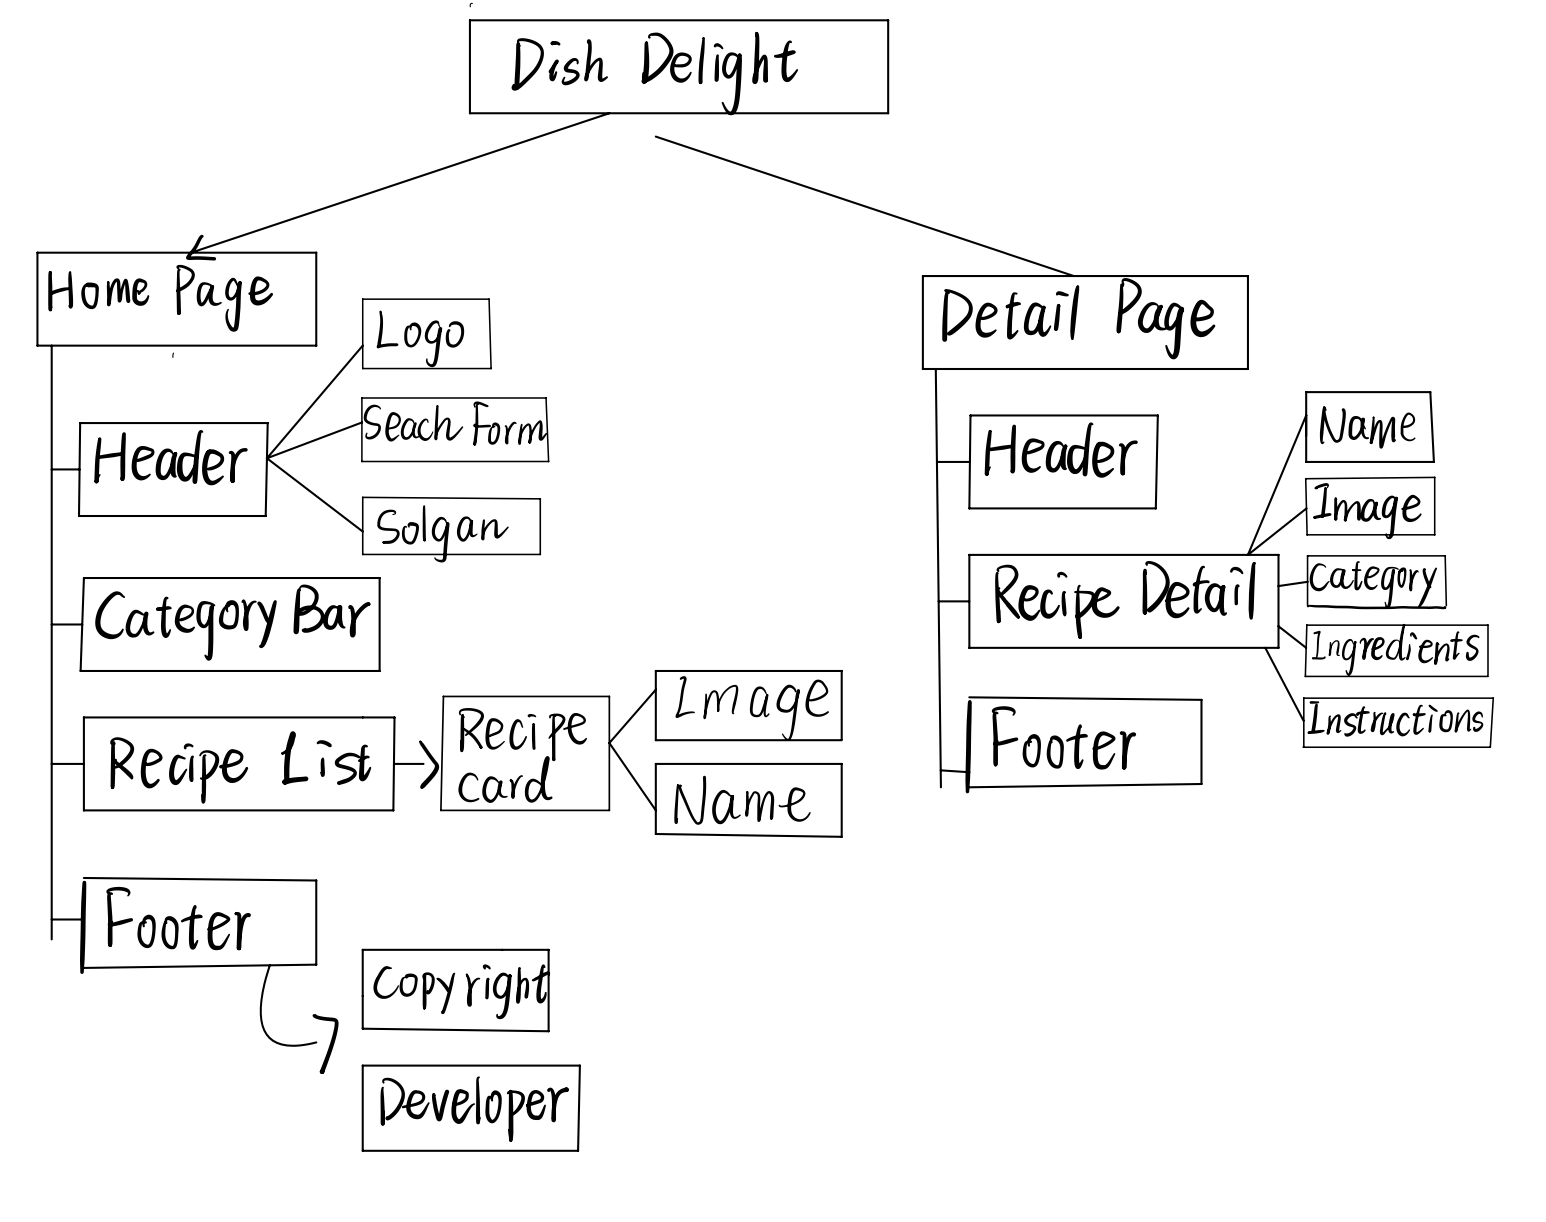 Dish Delight
Home Page
Logo
Seach Form
Header
Solgan
Category Bar
Recipe List
Recipe
card
Image
Name
Footer
Copyright
Developer
Detail Page
Header
Name
Image
Recipe Detail
Category
Ingredients
Instructions
Footer